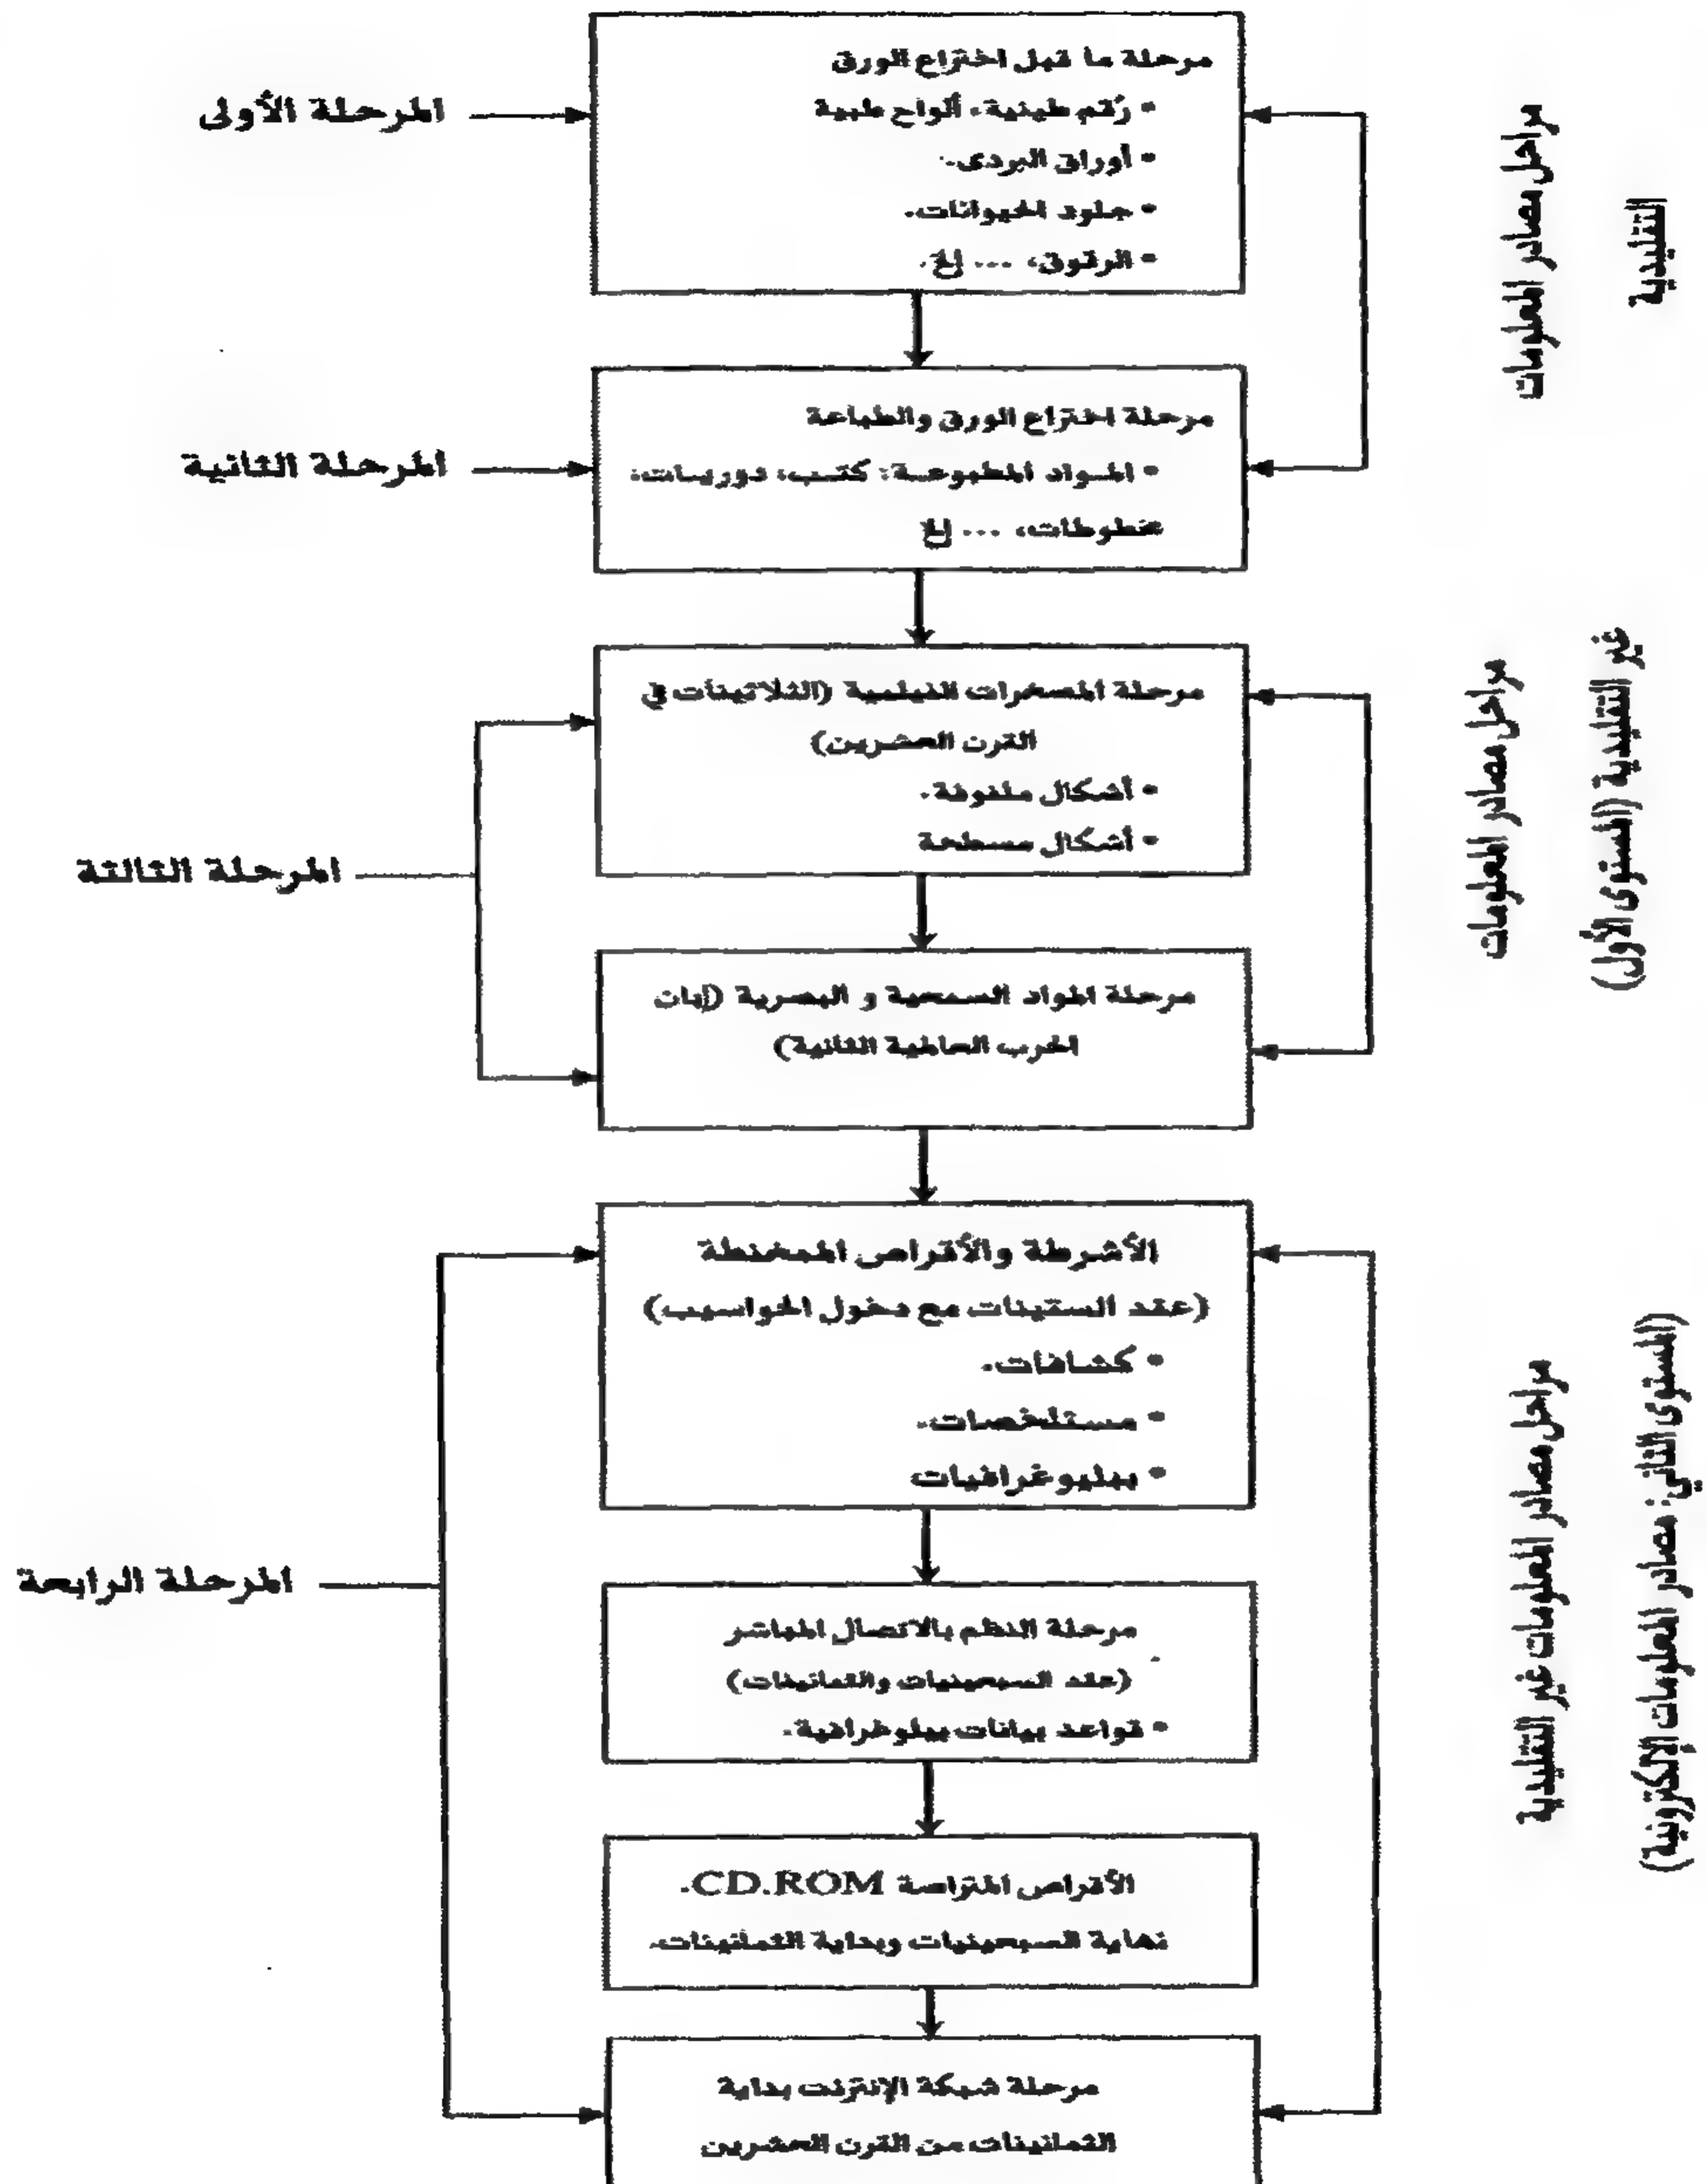 مرحلة ما قبل اختراع الورق
• رُقم طينية، ألواح طبية
• أوراق البردى.
• جلود الحيوانات.
• الرقوق، ... إلخ.
المرحلة الأولى
مراحل مصادر المعلومات
التقليدية
مرحلة اختراع الورق والطباعة
• المواد المطبوعة: كتب، دوريات،
مخطوطات، ... إلخ
المرحلة الثانية
مرحلة المصغرات الفيلمية (الثلاثينات في
القرن العشرين)
• أشكال ملفوفة.
• أشكال مسطحة
المرحلة الثالثة
مراحل مصادر المعلومات
غير التقليدية (المستوى الأول)
مرحلة المواد السمعية و البصرية (إبان
الحرب العالمية الثانية)
الأشرطة والأقراص الممغنطة
(عقد الستينات مع دخول الحواسيب)
• كشافات.
• مستلخصات.
• ببليوغرافيات
المرحلة الرابعة
مراحل مصادر المعلومات غير التقليدية
(المستوى الثاني: مصادر المعلومات الإلكترونية)
مرحلة النظم بالاتصال المباشر
(عقد السبعينيات والثمانينات)
• قواعد بيانات ببلوغرافية.
الأقراص المتراصة CD.ROM.
نهاية السبعينيات وبداية الثمانينات.
مرحلة شبكة الإنترنت بداية
الثمانينات من القرن العشرين